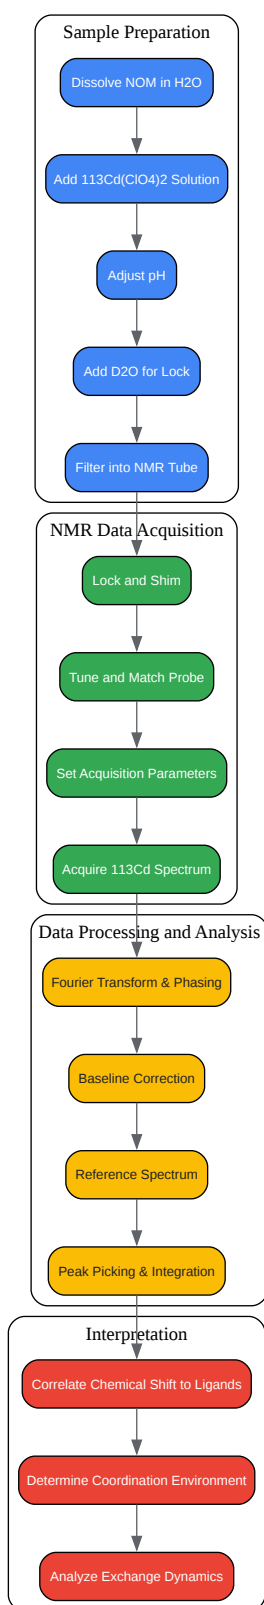 Sample Preparation
Dissolve NOM in H2O
Add 113Cd(ClO4)2 Solution
Adjust pH
Add D2O for Lock
Filter into NMR Tube
NMR Data Acquisition
Lock and Shim
Tune and Match Probe
Set Acquisition Parameters
Acquire 113Cd Spectrum
Data Processing and Analysis
Fourier Transform & Phasing
Baseline Correction
Reference Spectrum
Peak Picking & Integration
Interpretation
Correlate Chemical Shift to Ligands
Determine Coordination Environment
Analyze Exchange Dynamics